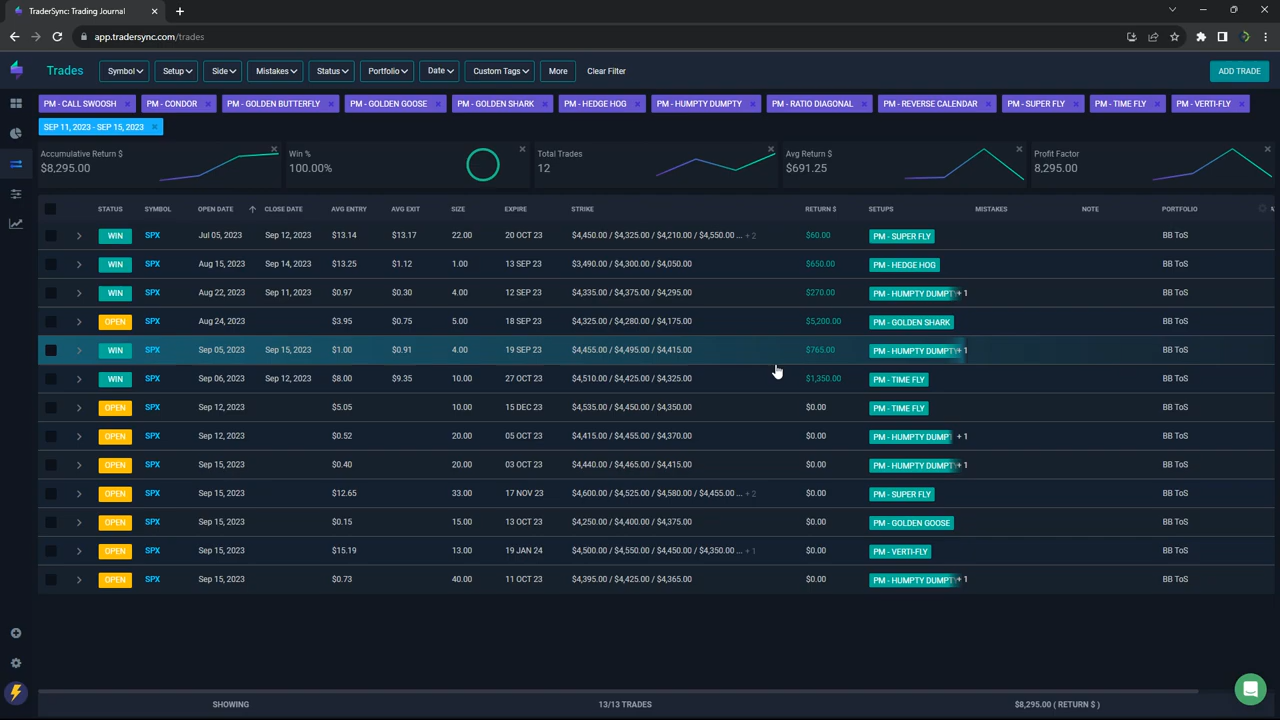 TraderSync: Trading Journal
app.tradersync.com/trades
Trades Symbol Setup Side Mistakes Status Portfolio Date Custom Tags More Clear Filter ADD TRADE
PM - CALL SWOOSH × PM - CONDOR × PM - GOLDEN BUTTERFLY × PM - GOLDEN GOOSE × PM - GOLDEN SHARK × PM - HEDGE HOG × PM - HUMPTY DUMPTY × PM - RATIO DIAGONAL × PM - REVERSE CALENDAR × PM - SUPER FLY × PM - TIME FLY × PM - VERTI-FLY ×
SEP 11, 2023 - SEP 15, 2023 ×
Accumulative Return $ Win % Total Trades Avg Return $ Profit Factor
$8,295.00 100.00% 12 $691.25 8,295.00
STATUS SYMBOL OPEN DATE CLOSE DATE AVG ENTRY AVG EXIT SIZE EXPIRE STRIKE RETURN $ SETUPS MISTAKES NOTE PORTFOLIO
WIN SPX Jul 05, 2023 Sep 12, 2023 $13.14 $13.17 22.00 20 OCT 23 $4,450.00 / $4,325.00 / $4,210.00 / $4,550.00 ... + 2 $60.00 PM - SUPER FLY BB ToS
WIN SPX Aug 15, 2023 Sep 14, 2023 $13.25 $1.12 1.00 13 SEP 23 $3,490.00 / $4,300.00 / $4,050.00 $650.00 PM - HEDGE HOG BB ToS
WIN SPX Aug 22, 2023 Sep 11, 2023 $0.97 $0.30 4.00 12 SEP 23 $4,335.00 / $4,375.00 / $4,295.00 $270.00 PM - HUMPTY DUMPTY + 1 BB ToS
OPEN SPX Aug 24, 2023 $3.95 $0.75 5.00 18 SEP 23 $4,325.00 / $4,280.00 / $4,175.00 $5,200.00 PM - GOLDEN SHARK BB ToS
WIN SPX Sep 05, 2023 Sep 15, 2023 $1.00 $0.91 4.00 19 SEP 23 $4,455.00 / $4,495.00 / $4,415.00 $765.00 PM - HUMPTY DUMPTY + 1 BB ToS
WIN SPX Sep 06, 2023 Sep 12, 2023 $8.00 $9.35 10.00 27 OCT 23 $4,510.00 / $4,425.00 / $4,325.00 $1,350.00 PM - TIME FLY BB ToS
OPEN SPX Sep 12, 2023 $5.05 10.00 15 DEC 23 $4,535.00 / $4,450.00 / $4,350.00 $0.00 PM - TIME FLY BB ToS
OPEN SPX Sep 12, 2023 $0.52 20.00 05 OCT 23 $4,415.00 / $4,455.00 / $4,370.00 $0.00 PM - HUMPTY DUMP + 1 BB ToS
OPEN SPX Sep 15, 2023 $0.40 20.00 03 OCT 23 $4,440.00 / $4,465.00 / $4,415.00 $0.00 PM - HUMPTY DUMPTY + 1 BB ToS
OPEN SPX Sep 15, 2023 $12.65 33.00 17 NOV 23 $4,600.00 / $4,525.00 / $4,580.00 / $4,455.00 ... + 2 $0.00 PM - SUPER FLY BB ToS
OPEN SPX Sep 15, 2023 $0.15 15.00 13 OCT 23 $4,250.00 / $4,400.00 / $4,375.00 $0.00 PM - GOLDEN GOOSE BB ToS
OPEN SPX Sep 15, 2023 $15.19 13.00 19 JAN 24 $4,500.00 / $4,550.00 / $4,450.00 / $4,350.00 ... + 1 $0.00 PM - VERTI-FLY BB ToS
OPEN SPX Sep 15, 2023 $0.73 40.00 11 OCT 23 $4,395.00 / $4,425.00 / $4,365.00 $0.00 PM - HUMPTY DUMPTY + 1 BB ToS
SHOWING 13/13 TRADES $8,295.00 ( RETURN $ )